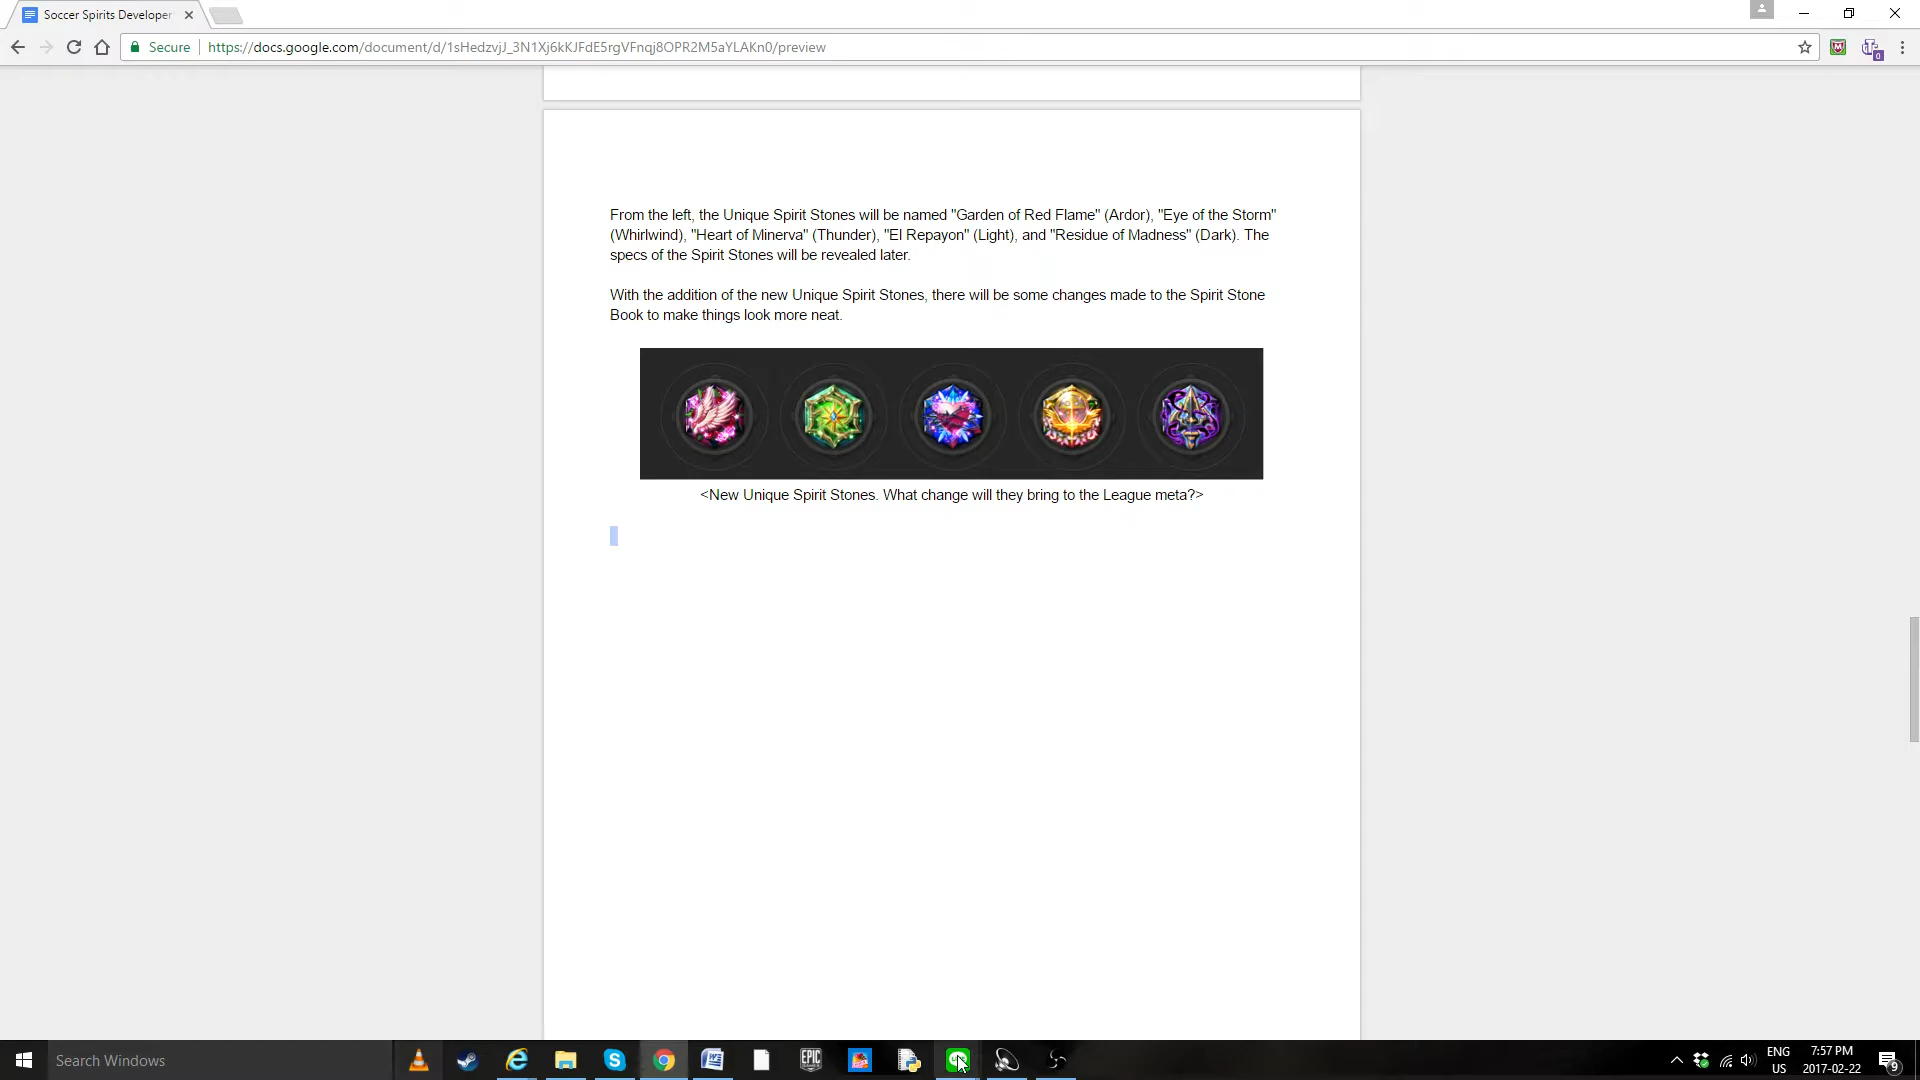 Soccer Spirits Developer
Secure
https://docs.google.com/document/d/1sHedzvjJ_3N1Xj6kKJFdE5rgVFnqj8OPR2M5aYLAKn0/preview
0
From the left, the Unique Spirit Stones will be named "Garden of Red Flame" (Ardor), "Eye of the Storm"
(Whirlwind), "Heart of Minerva" (Thunder), "El Repayon" (Light), and "Residue of Madness" (Dark). The
specs of the Spirit Stones will be revealed later.
With the addition of the new Unique Spirit Stones, there will be some changes made to the Spirit Stone
Book to make things look more neat.
<New Unique Spirit Stones. What change will they bring to the League meta?>
Search Windows
EPIC
ENG
US
7:57 PM
2017-02-22
9